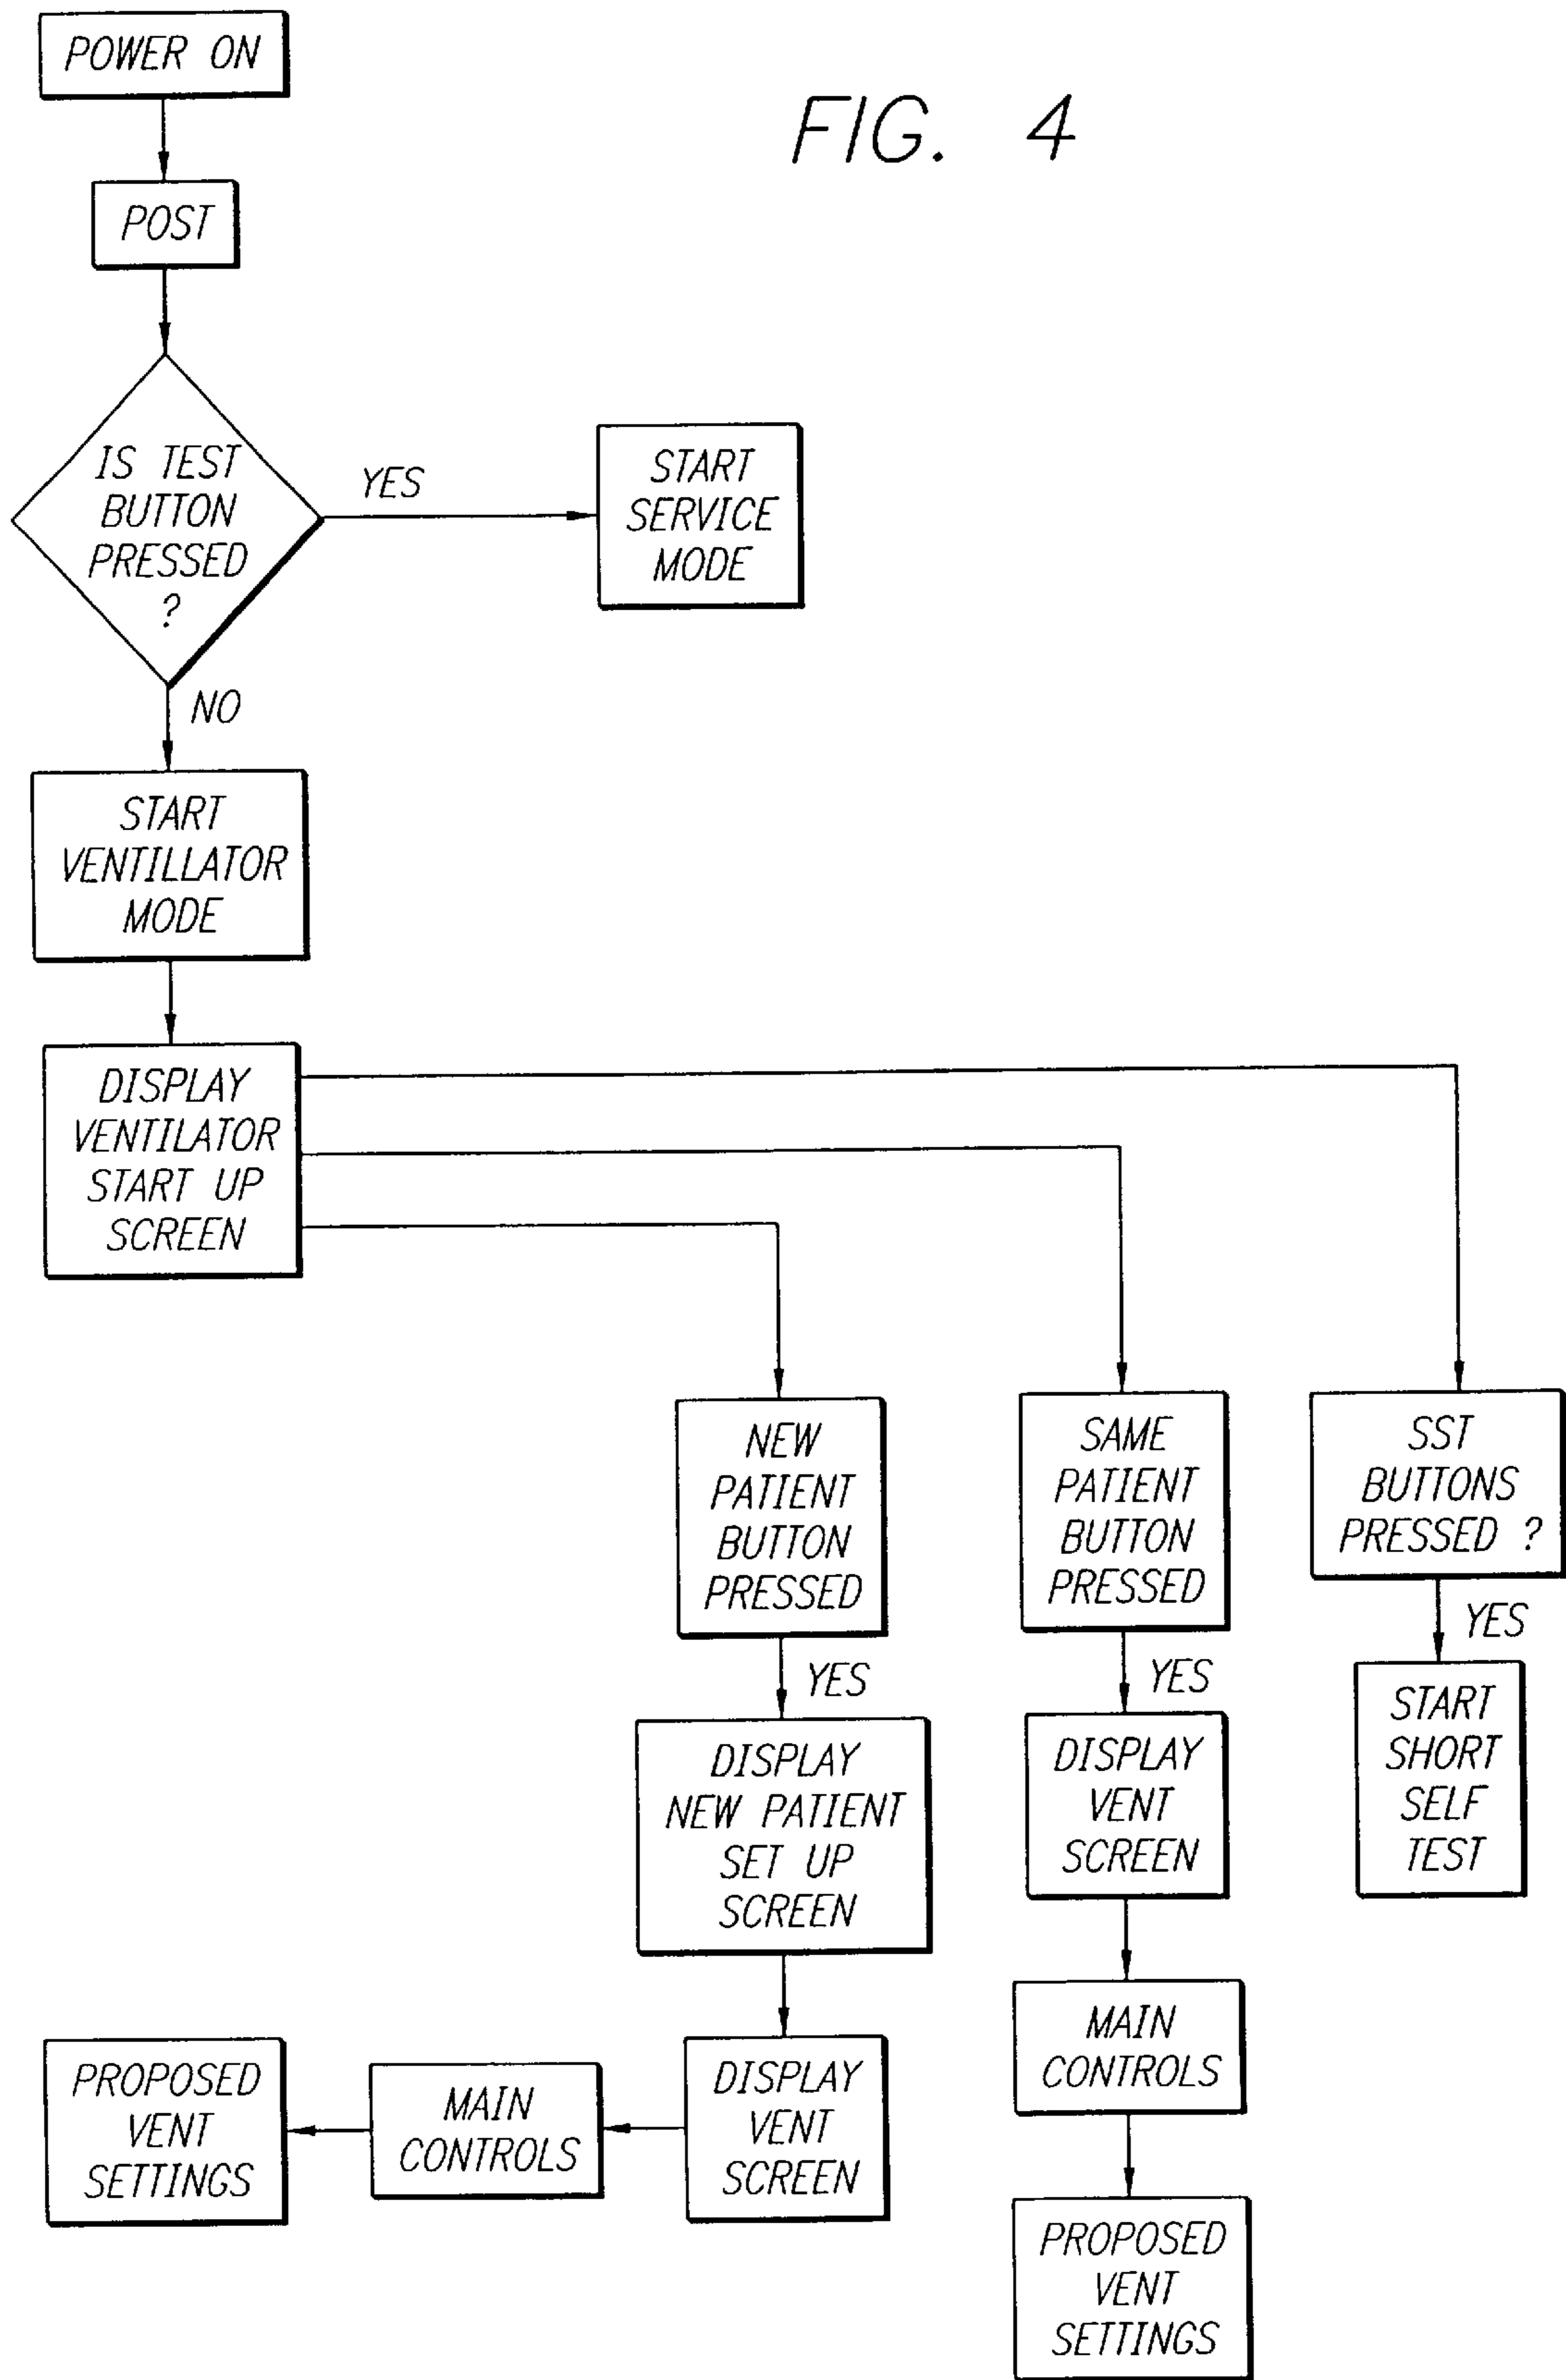 POWER ON
FIG. 4
POST
IS TEST
BUTTON
PRESSED
?
YES
START
SERVICE
MODE
NO
START
VENTILLATOR
MODE
DISPLAY
VENTILATOR
START UP
SCREEN
NEW
PATIENT
BUTTON
PRESSED
SAME
PATIENT
BUTTON
PRESSED
SST
BUTTONS
PRESSED ?
YES
YES
YES
DISPLAY
NEW PATIENT
SET UP
SCREEN
DISPLAY
VENT
SCREEN
START
SHORT
SELF
TEST
MAIN
CONTROLS
PROPOSED
VENT
SETTINGS
MAIN
CONTROLS
DISPLAY
VENT
SCREEN
PROPOSED
VENT
SETTINGS